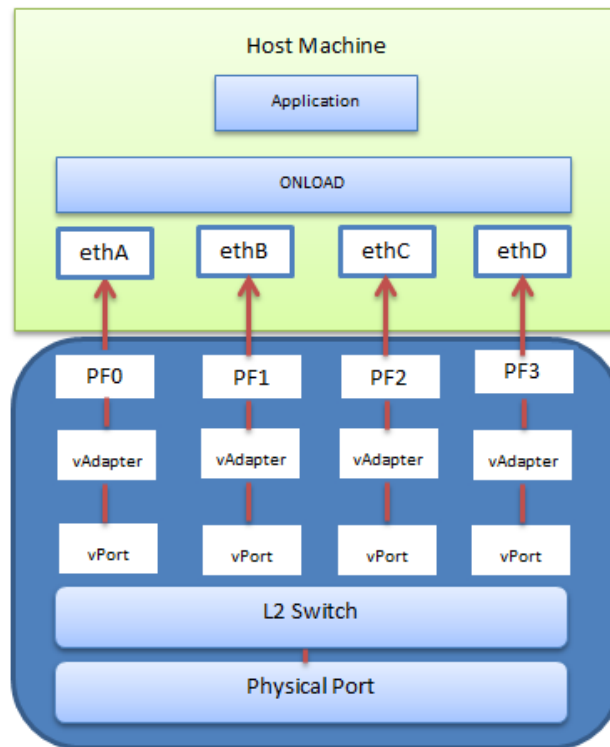 Host Machine
Application
ONLOAD
ethA ethB ethC ethD
PF0 PF1 PF2 PF3
vAdapter vAdapter vAdapter vAdapter
vPort vPort vPort vPort
L2 Switch
Physical Port